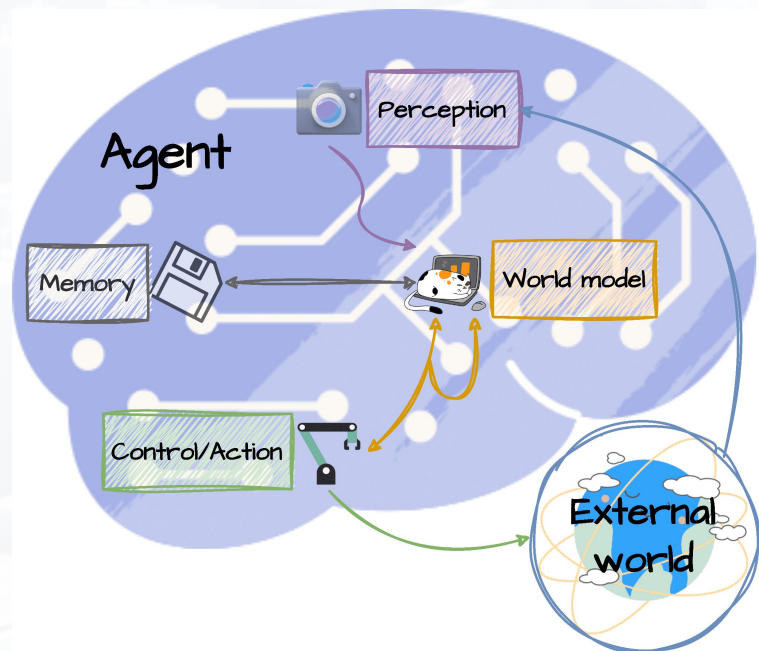 Perception
Agent
Memory
World model
Control/Action
External
world